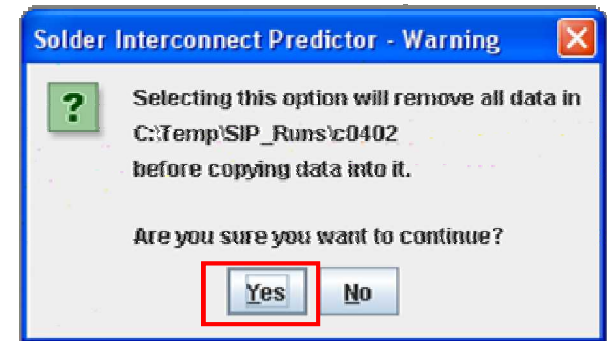 Solder Interconnect Predictor - Warning
Selecting this option will remove all data in
C:\Temp\SIP_Runs\c0402
before copying data into it.
Are you sure you want to continue?
Yes No